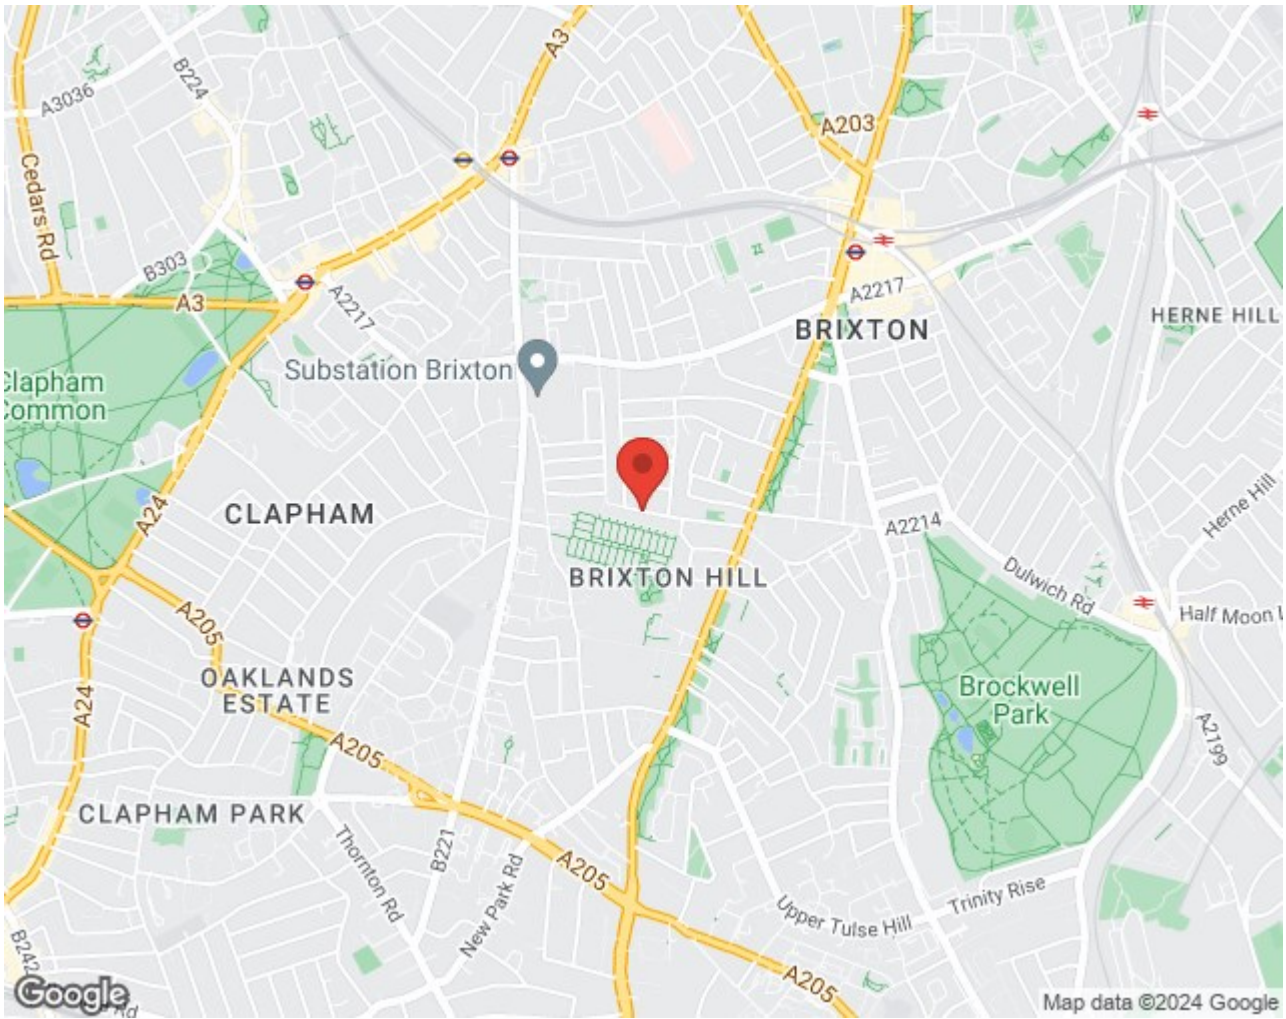 A3
B224
A3036
A203
Cedars Rd
B303
A3
A2217
A2217
BRIXTON
HERNE HILL
Substation Brixton
Clapham
Common
A24
CLAPHAM
A2214
Herne Hill
BRIXTON HILL
Dulwich Rd
A205
Half Moon L
OAKLANDS
ESTATE
Brockwell
Park
A24
A205
A2199
CLAPHAM PARK
Thornton Rd
B221
New Park Rd
A205
Upper Tulse Hill
Trinity Rise
B242
A205
Rd
Google
Map data ©2024 Google